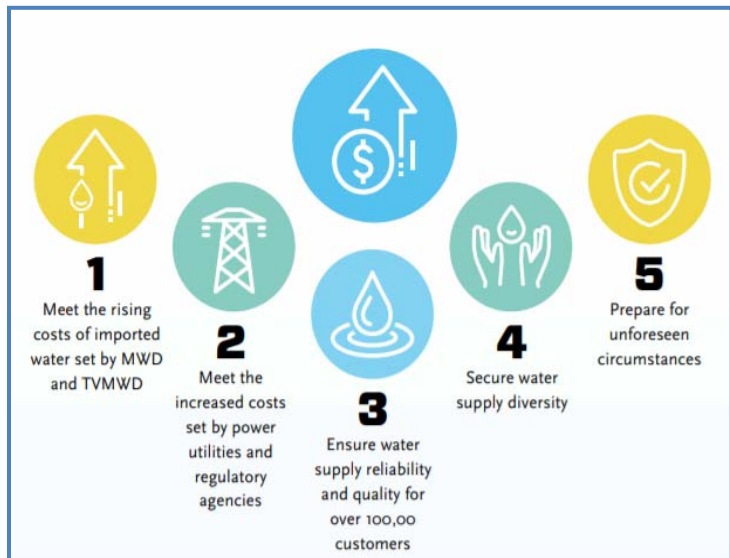 $
1
Meet the rising
costs of imported
water set by MWD
and TVMWD
2
Meet the
increased costs
set by power
utilities and
regulatory
agencies
3
Ensure water
supply reliability
and quality for
over 100,00
customers
4
Secure water
supply diversity
5
Prepare for
unforeseen
circumstances